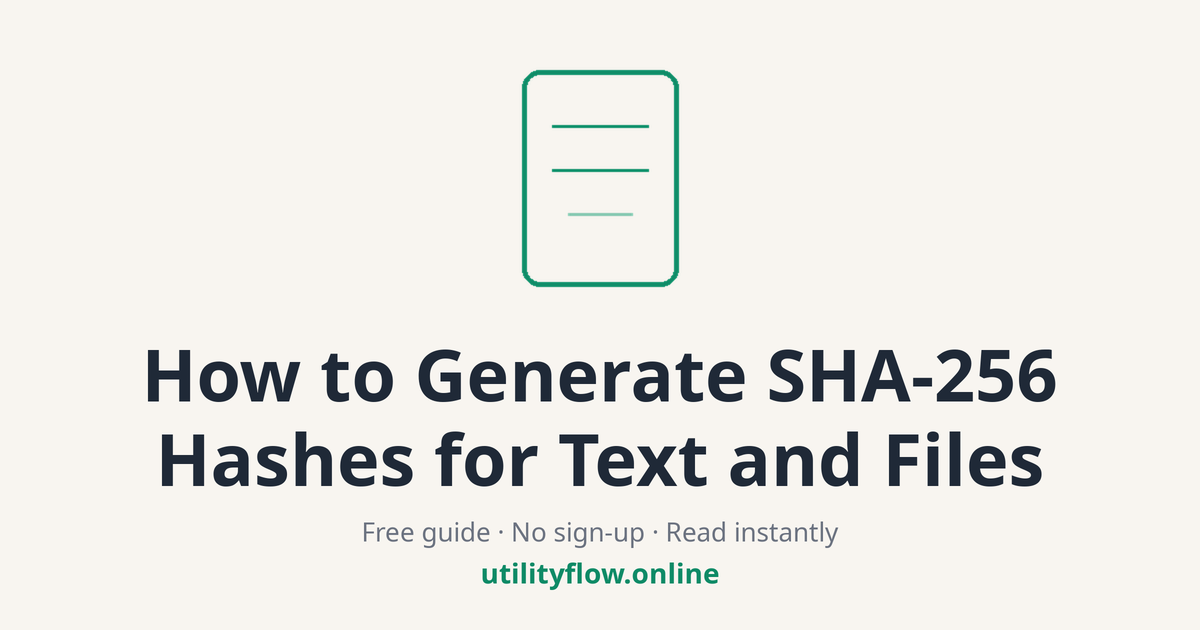 How to Generate SHA-256
Hashes for Text and Files
Free guide · No sign-up · Read instantly
utilityflow.online